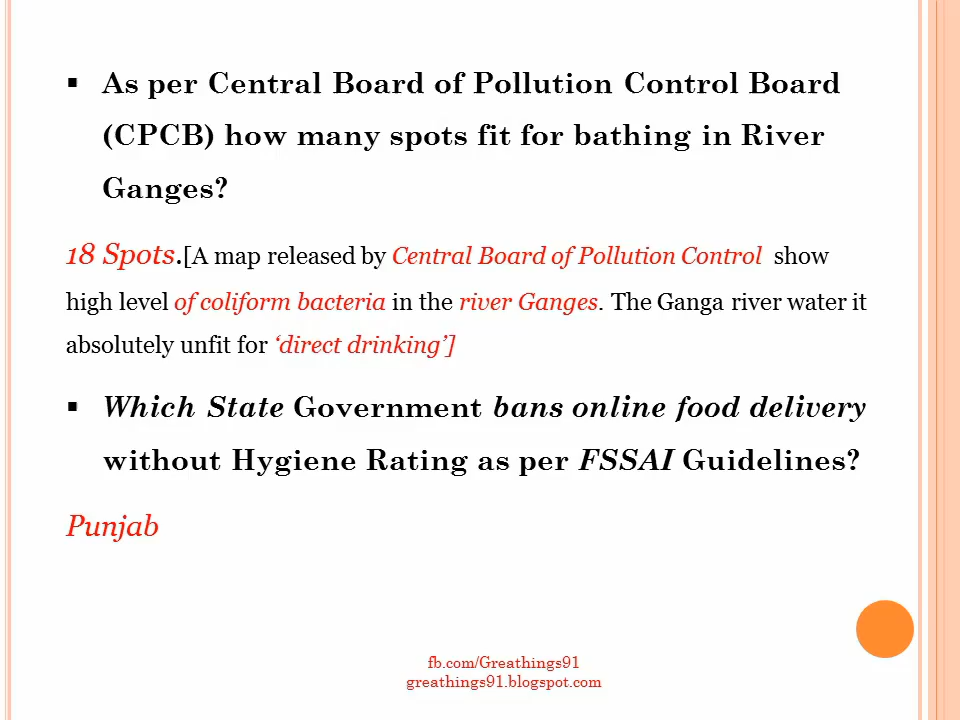 ▪ As per Central Board of Pollution Control Board
(CPCB) how many spots fit for bathing in River
Ganges?
18 Spots.[A map released by Central Board of Pollution Control show
high level of coliform bacteria in the river Ganges. The Ganga river water it
absolutely unfit for ‘direct drinking’]
▪ Which State Government bans online food delivery
without Hygiene Rating as per FSSAI Guidelines?
Punjab
fb.com/Greathings91
greathings91.blogspot.com